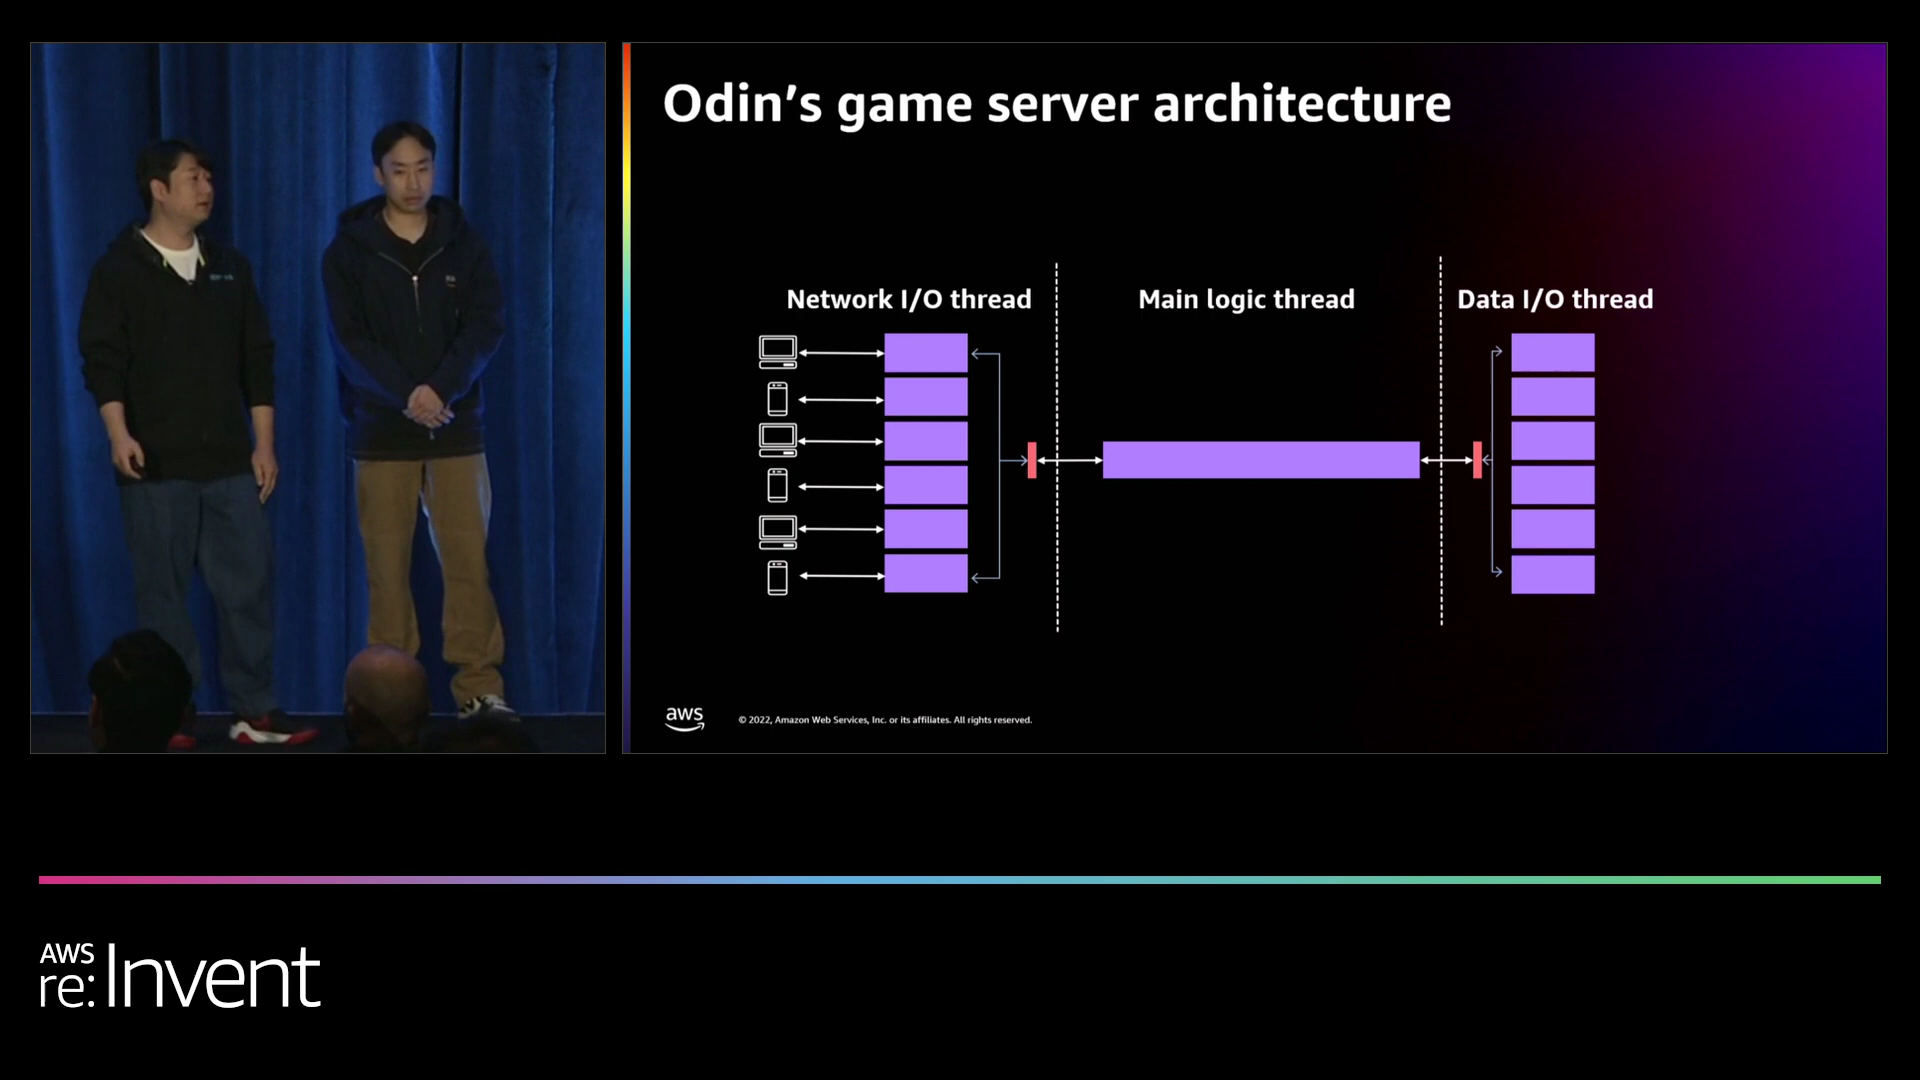 Odin’s game server architecture
Network I/O thread
Main logic thread
Data I/O thread
aws
© 2022, Amazon Web Services, Inc. or its affiliates. All rights reserved.
AWS
re:Invent